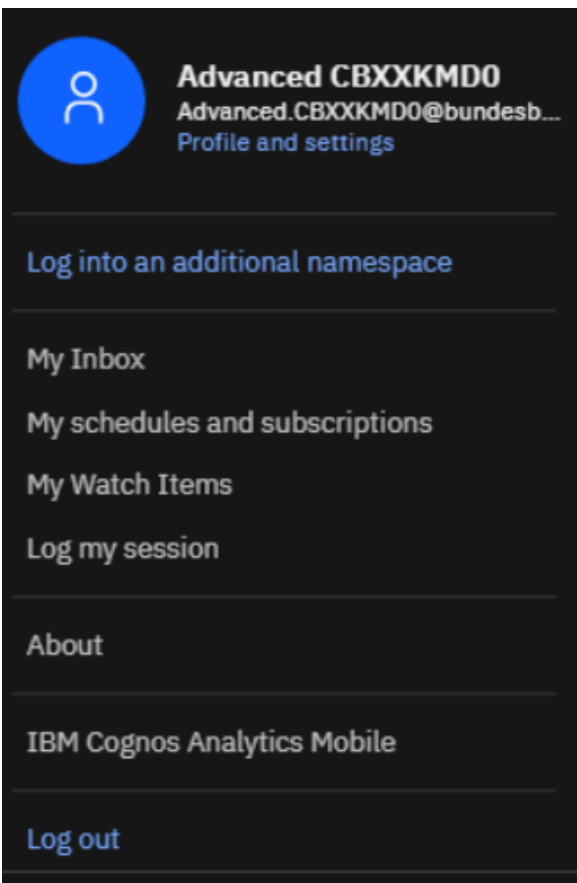 Advanced CBXXKMD0
Advanced.CBXXKMD0@bundesb...
Profile and settings
Log into an additional namespace
My Inbox
My schedules and subscriptions
My Watch Items
Log my session
About
IBM Cognos Analytics Mobile
Log out